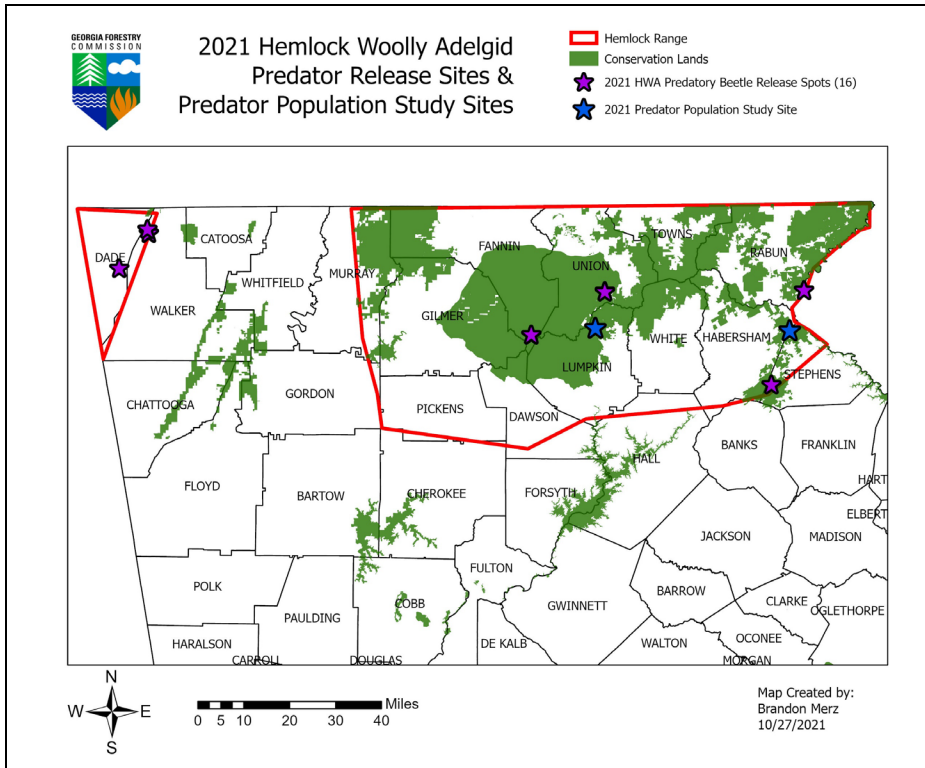 GEORGIA FORESTRY
COMMISSION
2021 Hemlock Woolly Adelgid
Predator Release Sites &
Predator Population Study Sites
Hemlock Range
Conservation Lands
2021 HWA Predatory Beetle Release Spots (16)
2021 Predator Population Study Site
DADE
CATOOSA
WALKER
WHITFIELD
MURRAY
FANNIN
TOWNS
UNION
RABUN
GILMER
LUMPKIN
WHITE
HABERSHAM
STEPHENS
CHATTOOGA
GORDON
PICKENS
DAWSON
BANKS
FRANKLIN
HALL
HART
FLOYD
BARTOW
CHEROKEE
FORSYTH
ELBERT
JACKSON
MADISON
POLK
FULTON
PAULDING
COBB
GWINNETT
BARROW
CLARKE
OGLETHORPE
HARALSON
CARROLL
DOUGLAS
DE KALB
WALTON
OCONEE
MORGAN
N
W E
S
0 5 10 20 30 40
Miles
Map Created by:
Brandon Merz
10/27/2021